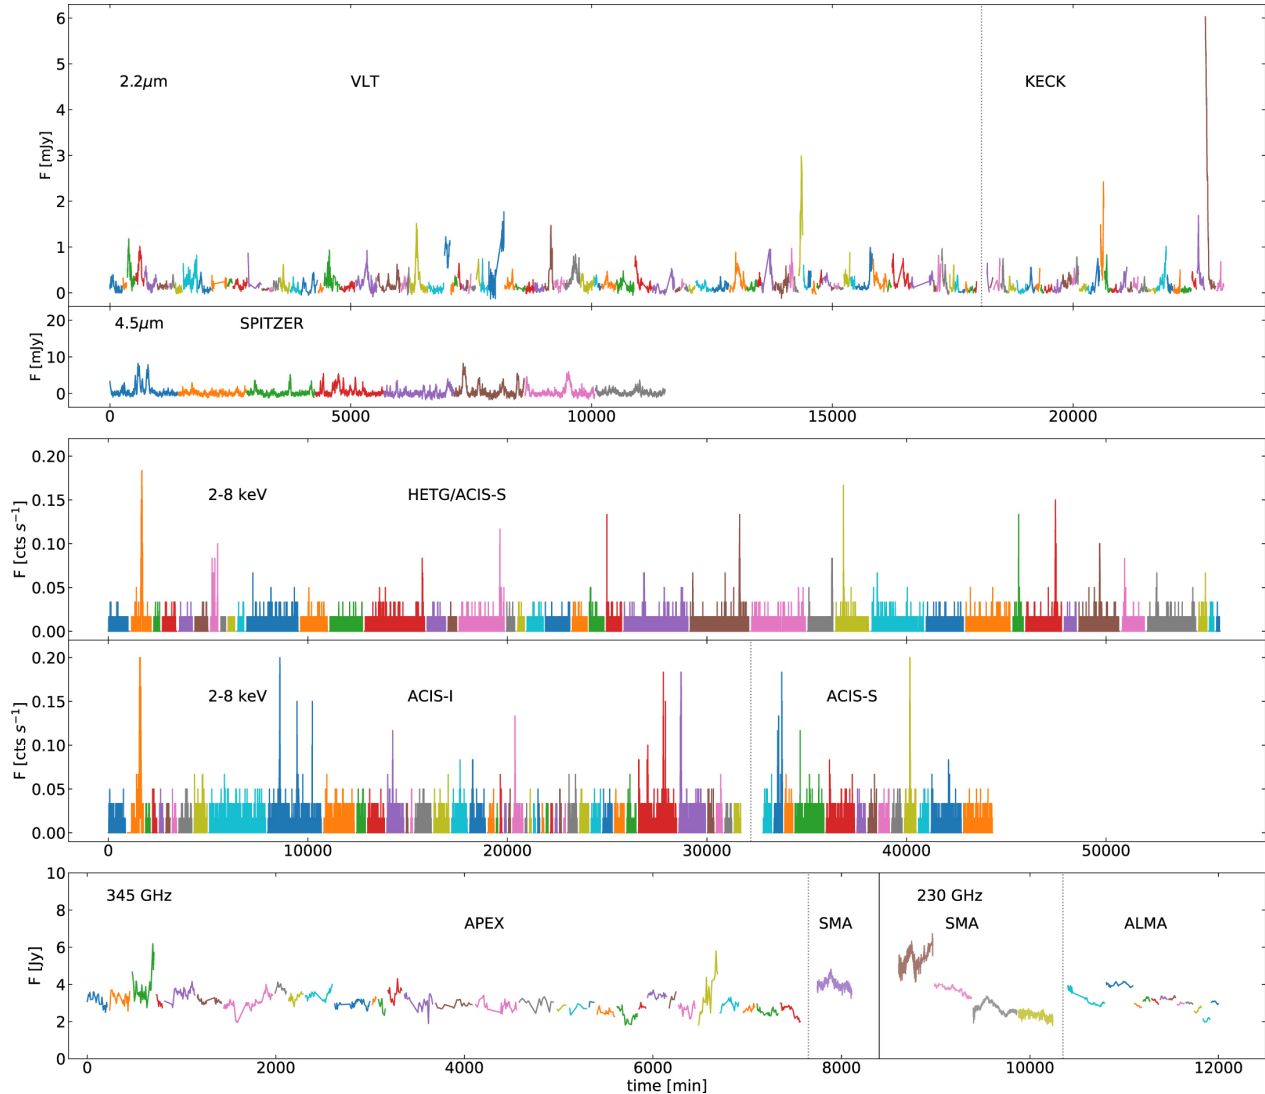 6
5
4
3
2
1
0
F [mJy]
2.2μm
VLT
KECK
20
10
0
F [mJy]
4.5μm
SPITZER
0 5000 10000 15000 20000
0.20
0.15
0.10
0.05
0.00
F [cts s⁻¹]
2-8 keV
HETG/ACIS-S
0.20
0.15
0.10
0.05
0.00
F [cts s⁻¹]
2-8 keV
ACIS-I
ACIS-S
0 10000 20000 30000 40000 50000
10
8
6
4
2
0
F [Jy]
345 GHz
230 GHz
APEX
SMA
SMA
ALMA
0 2000 4000 6000 8000 10000 12000
time [min]